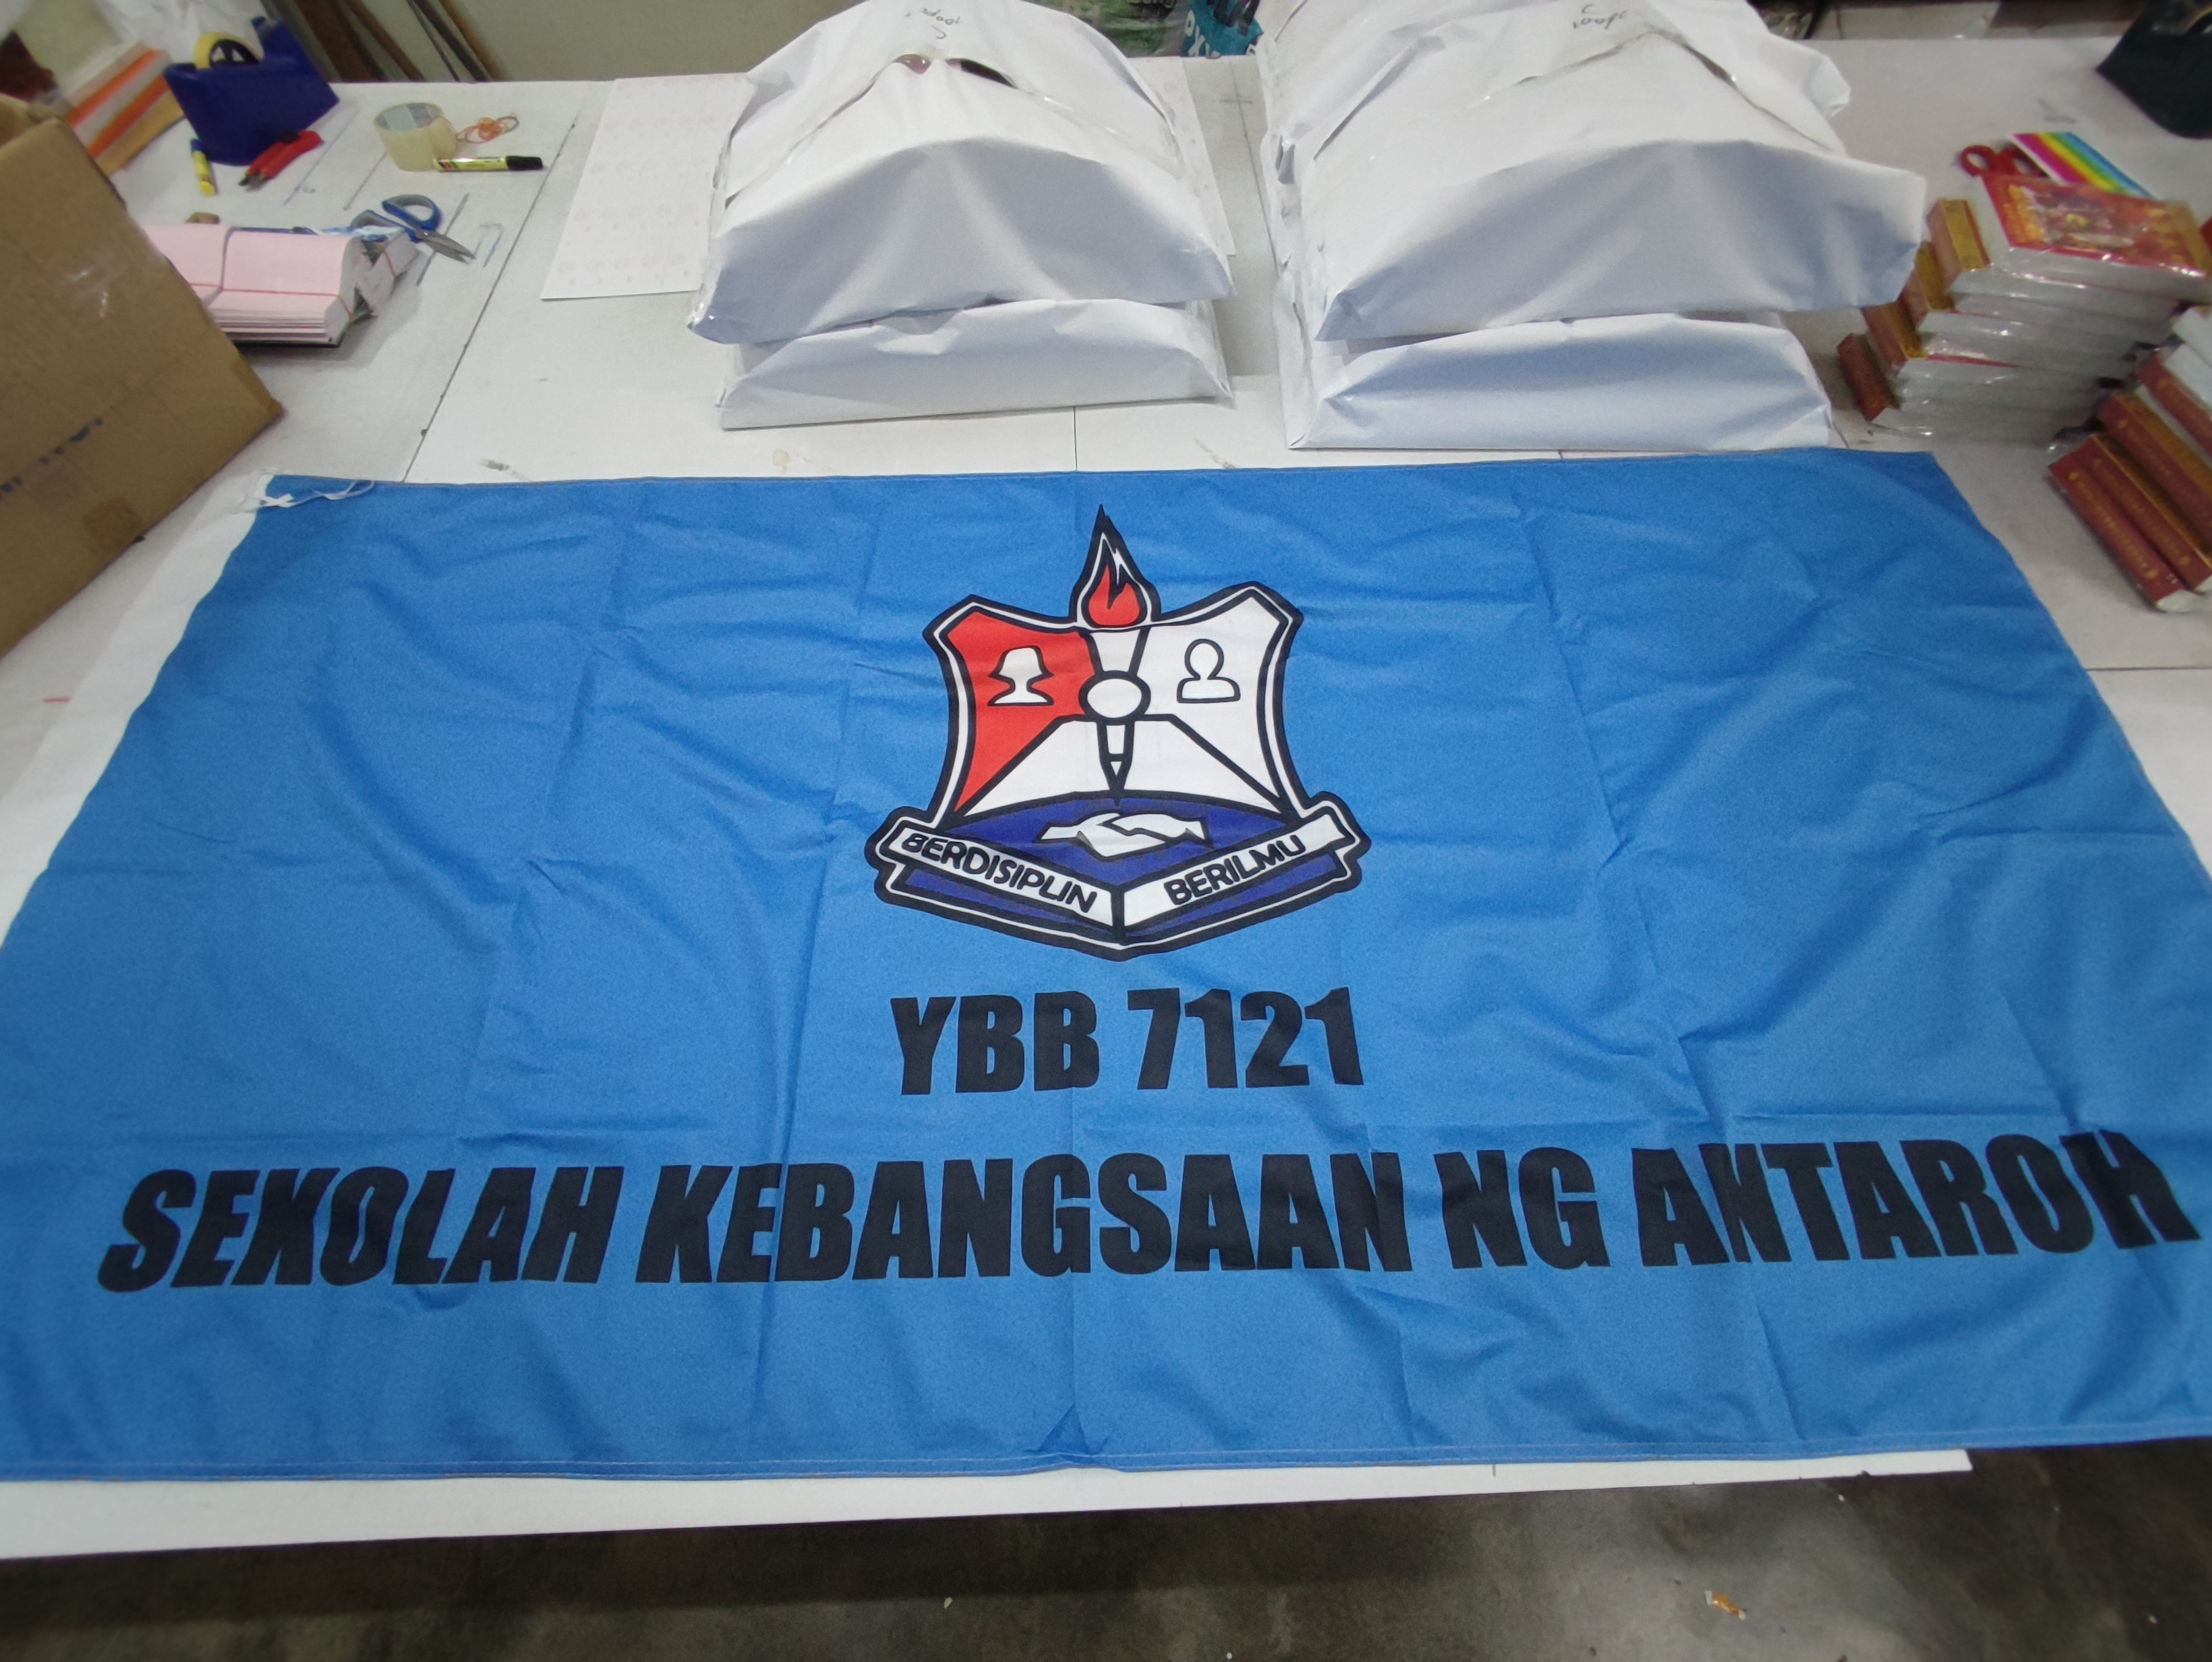 BERDISIPLIN BERILMU
YBB 7121
SEKOLAH KEBANGSAAN NG ANTAROH